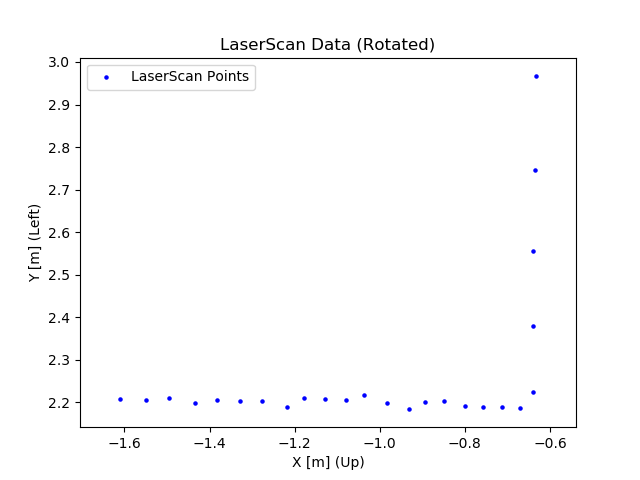 LaserScan Data (Rotated)
LaserScan Points
3.0
2.9
2.8
2.7
2.6
2.5
2.4
2.3
2.2
Y [m] (Left)
−1.6 −1.4 −1.2 −1.0 −0.8 −0.6
X [m] (Up)